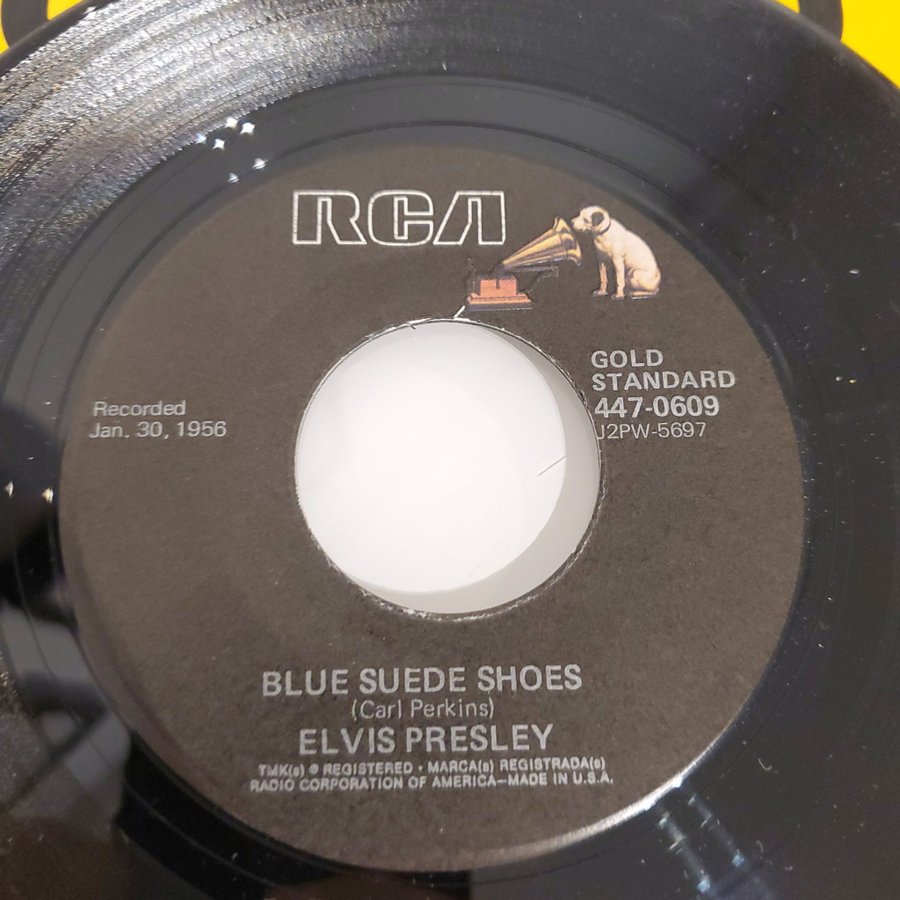 RCA
GOLD
STANDARD
447-0609
J2PW-5697
Recorded
Jan. 30, 1956
BLUE SUEDE SHOES
(Carl Perkins)
ELVIS PRESLEY
TMK(s) ® REGISTERED • MARCA(s) REGISTRADA(s)
RADIO CORPORATION OF AMERICA—MADE IN U.S.A.